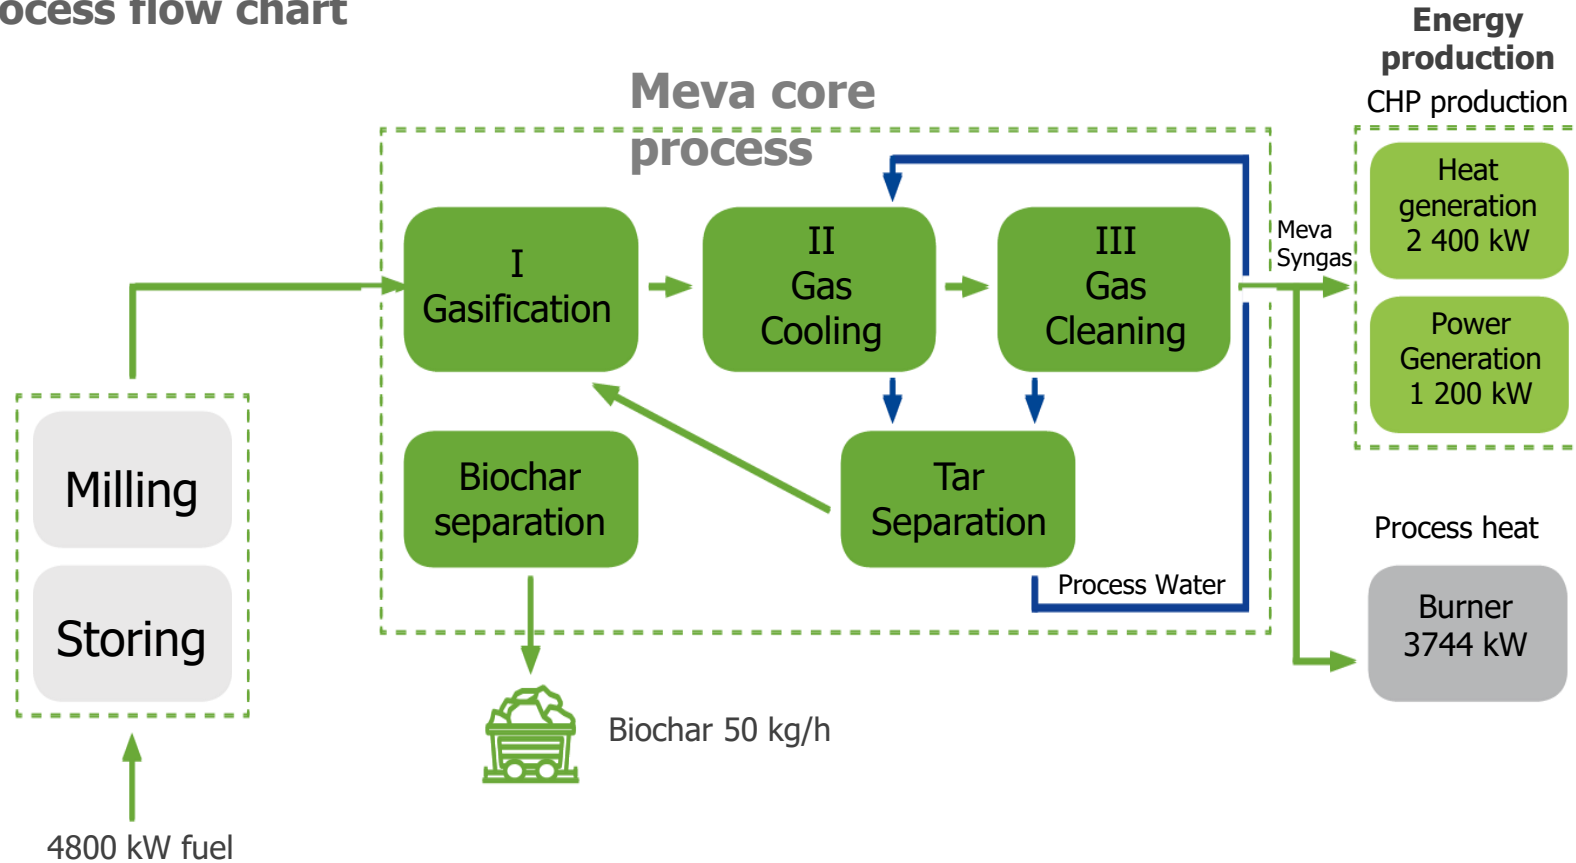 ocess flow chart
Energy
production
CHP production
Meva core
process
Heat
generation
2 400 kW
Meva
Syngas
Power
Generation
1 200 kW
I
Gasification
II
Gas
Cooling
III
Gas
Cleaning
Milling
Storing
Biochar
separation
Tar
Separation
Process Water
Process heat
Burner
3744 kW
Biochar 50 kg/h
4800 kW fuel